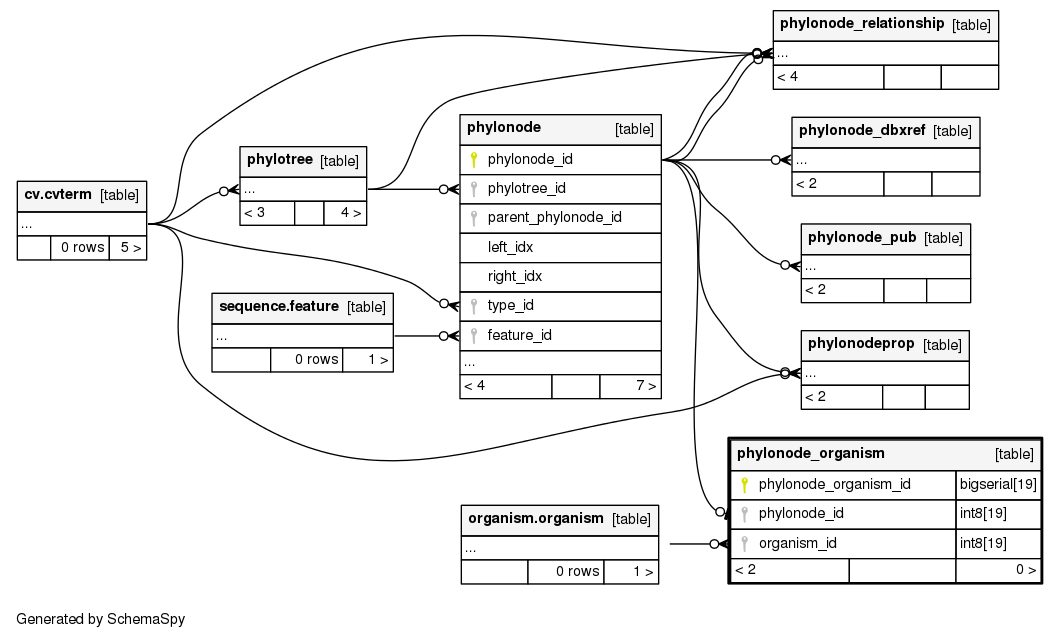 phylonode_relationship [table]
...
< 4
phylonode [table]
phylonode_id
phylotree_id
parent_phylonode_id
left_idx
right_idx
type_id
feature_id
...
< 4 7 >
phylonode_dbxref [table]
...
< 2
phylotree [table]
...
< 3 4 >
cv.cvterm [table]
...
0 rows 5 >
phylonode_pub [table]
...
< 2
sequence.feature [table]
...
0 rows 1 >
phylonodeprop [table]
...
< 2
phylonode_organism [table]
phylonode_organism_id bigserial[19]
phylonode_id int8[19]
organism_id int8[19]
< 2 0 >
organism.organism [table]
...
0 rows 1 >
Generated by SchemaSpy